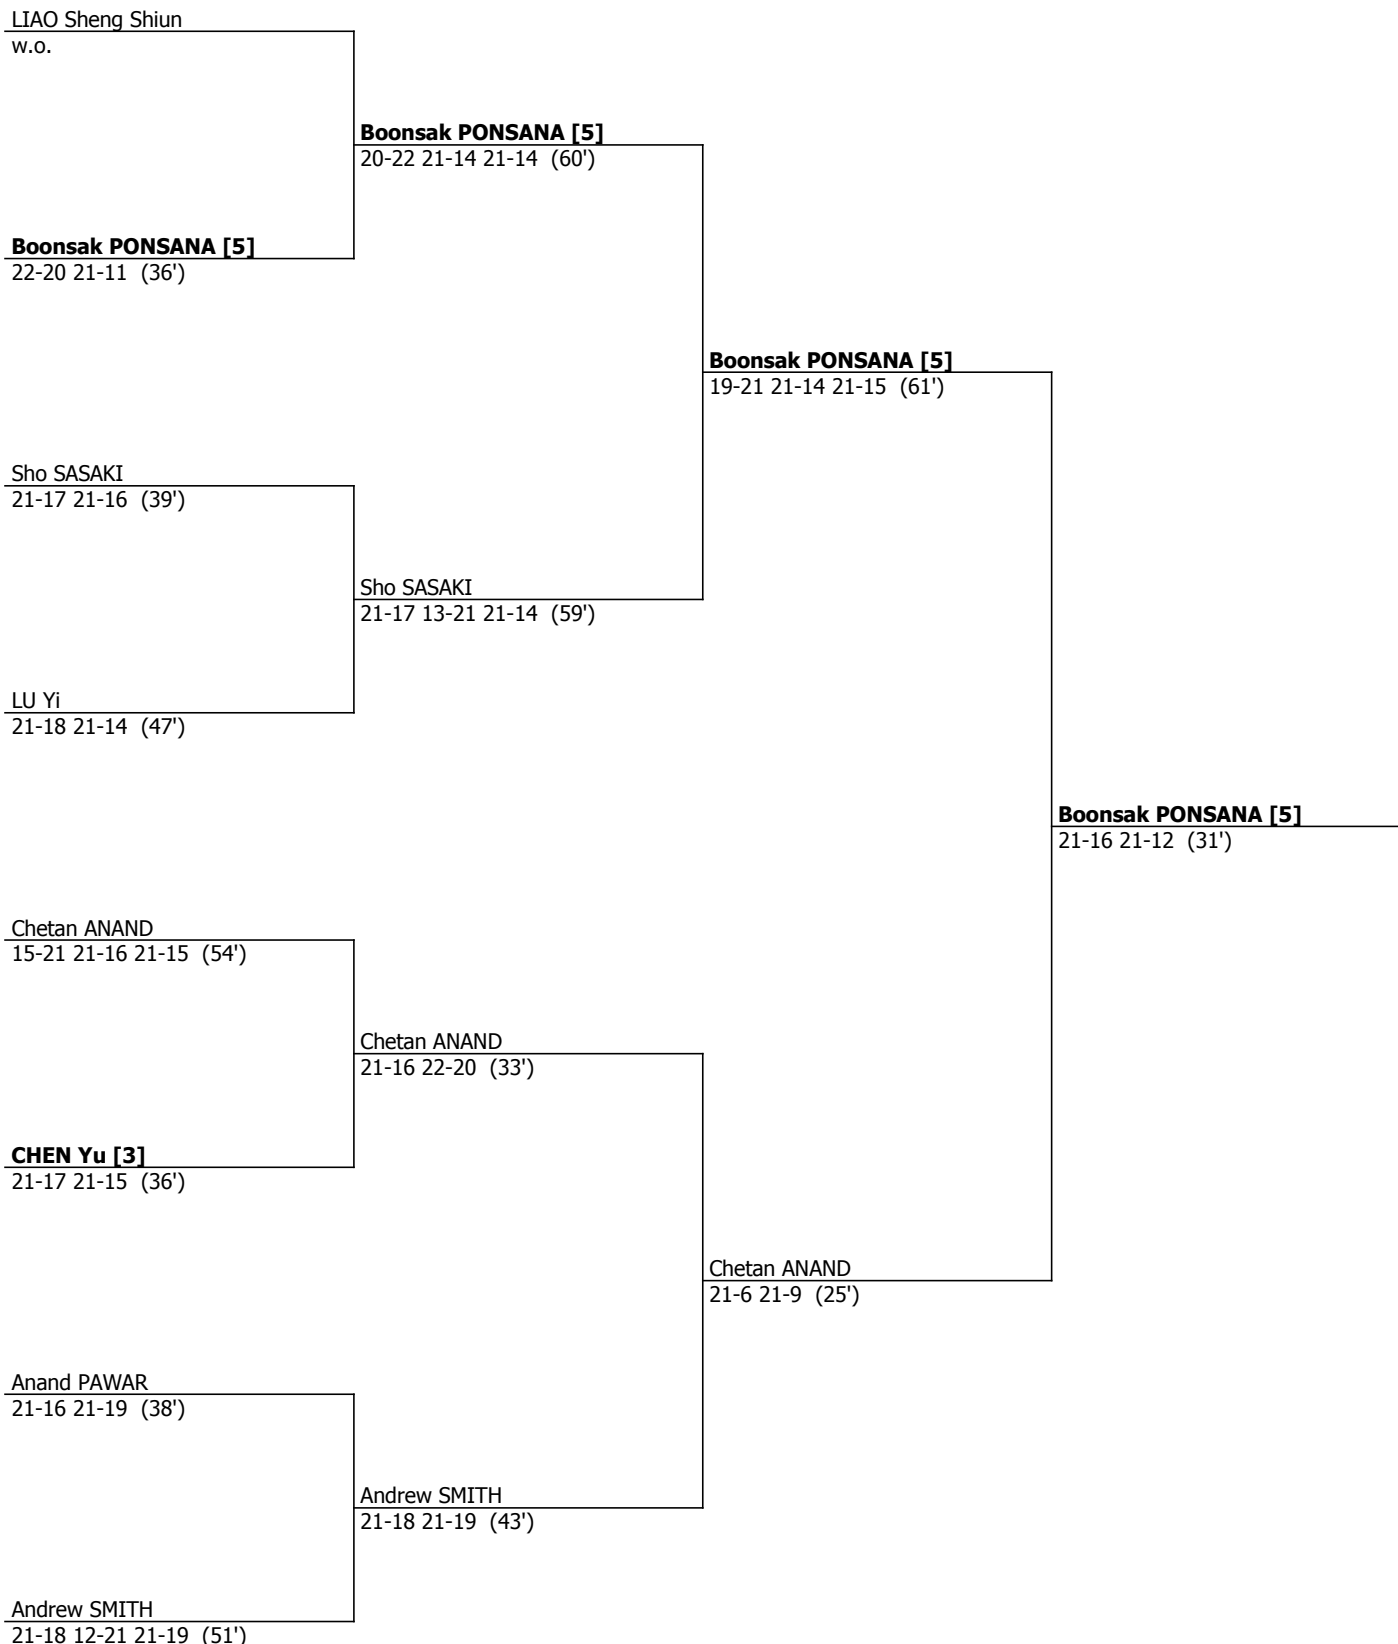 LIAO Sheng Shiun
w.o.
Boonsak PONSANA [5]
20-22 21-14 21-14 (60')
Boonsak PONSANA [5]
22-20 21-11 (36')
Boonsak PONSANA [5]
19-21 21-14 21-15 (61')
Sho SASAKI
21-17 21-16 (39')
Sho SASAKI
21-17 13-21 21-14 (59')
LU Yi
21-18 21-14 (47')
Boonsak PONSANA [5]
21-16 21-12 (31')
Chetan ANAND
15-21 21-16 21-15 (54')
Chetan ANAND
21-16 22-20 (33')
CHEN Yu [3]
21-17 21-15 (36')
Chetan ANAND
21-6 21-9 (25')
Anand PAWAR
21-16 21-19 (38')
Andrew SMITH
21-18 21-19 (43')
Andrew SMITH
21-18 12-21 21-19 (51')